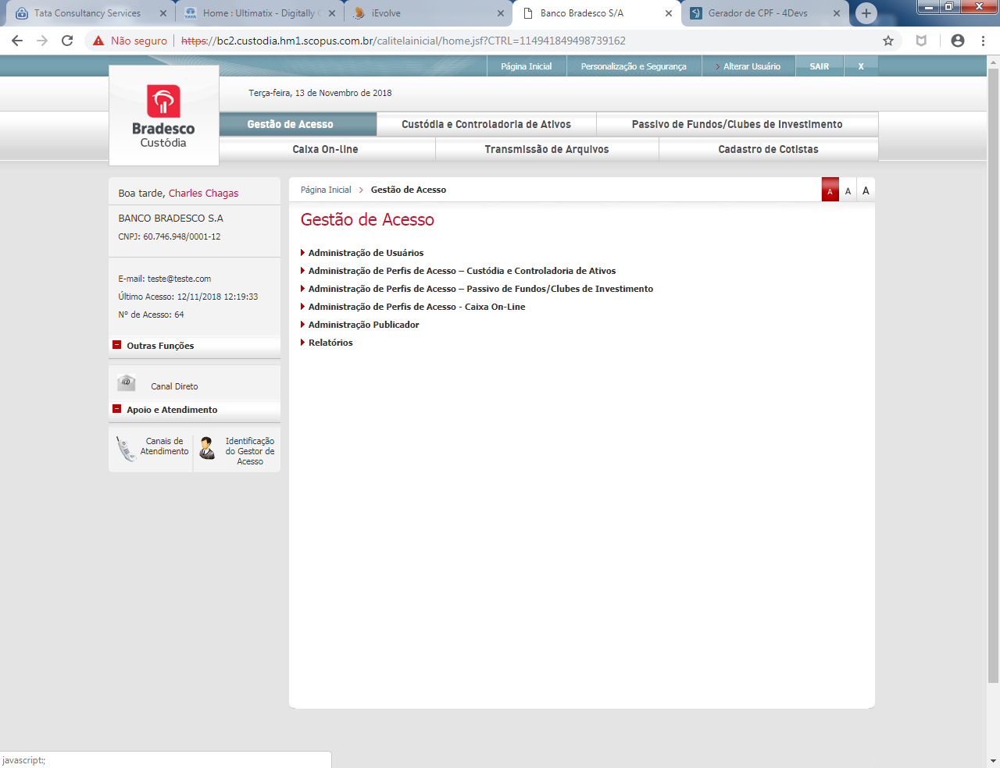 Tata Consultancy Services
Home : Ultimatix - Digitally
iEvolve
Banco Bradesco S/A
Gerador de CPF - 4Devs
Não seguro
https://bc2.custodia.hm1.scopus.com.br/calitelainicial/home.jsf?CTRL=114941849498739162
Página Inicial
Personalização e Segurança
Alterar Usuário
SAIR
X
Terça-feira, 13 de Novembro de 2018
Bradesco
Custódia
Gestão de Acesso
Custódia e Controladoria de Ativos
Passivo de Fundos/Clubes de Investimento
Caixa On-line
Transmissão de Arquivos
Cadastro de Cotistas
Boa tarde, Charles Chagas
BANCO BRADESCO S.A
CNPJ: 60.746.948/0001-12
E-mail: teste@teste.com
Último Acesso: 12/11/2018 12:19:33
Nº de Acesso: 64
Outras Funções
Canal Direto
Apoio e Atendimento
Canais de
Atendimento
Identificação
do Gestor de
Acesso
Página Inicial > Gestão de Acesso
A A A
Gestão de Acesso
Administração de Usuários
Administração de Perfis de Acesso – Custódia e Controladoria de Ativos
Administração de Perfis de Acesso – Passivo de Fundos/Clubes de Investimento
Administração de Perfis de Acesso - Caixa On-Line
Administração Publicador
Relatórios
javascript:;